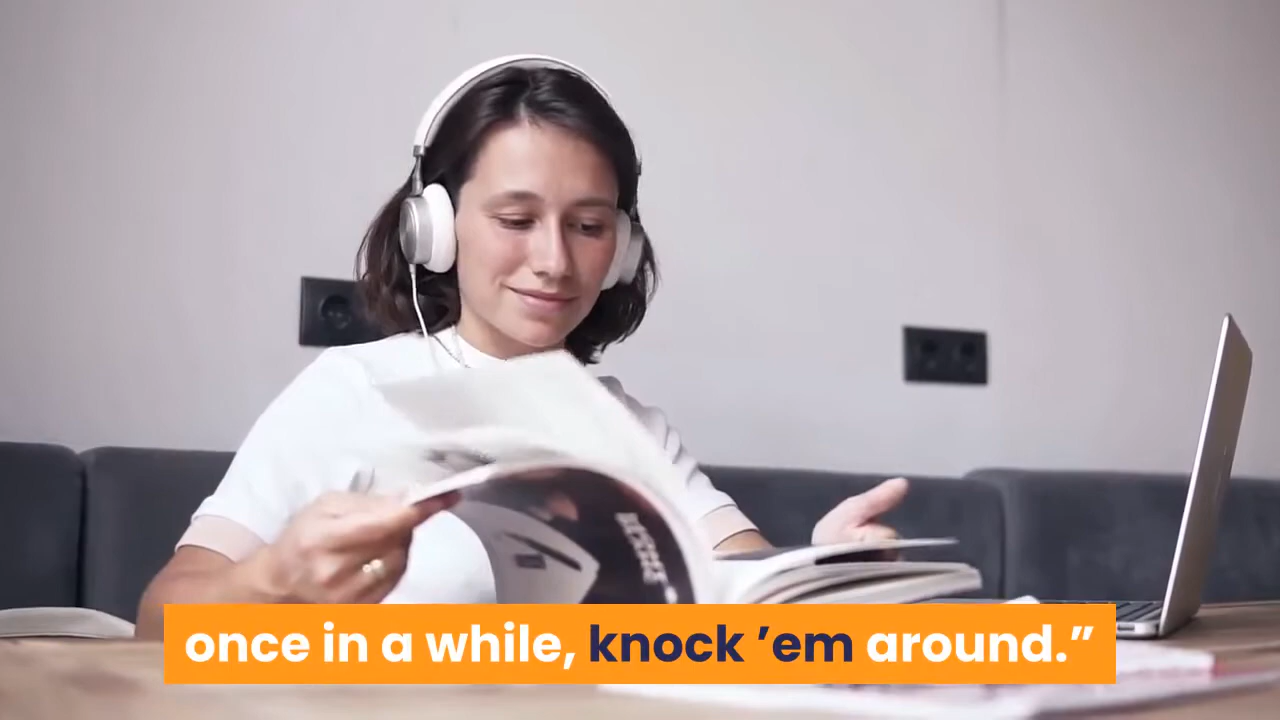 once in a while, knock ’em around.”